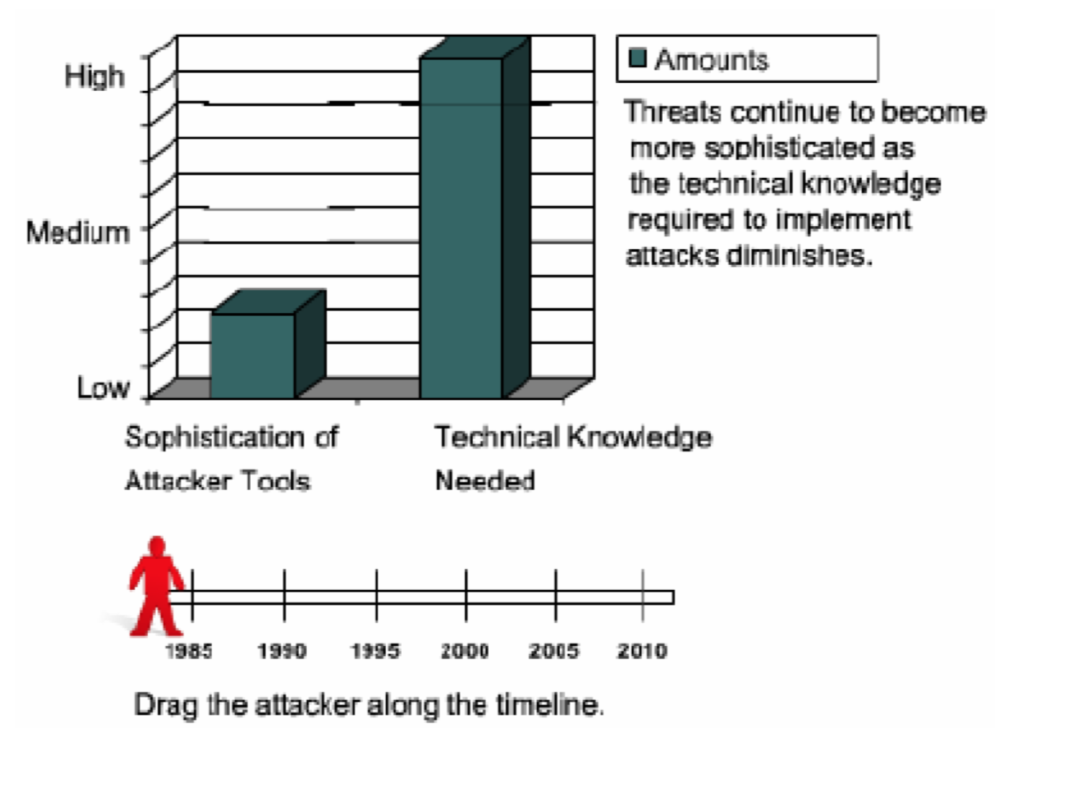 High
Medium
Low
Amounts
Threats continue to become
more sophisticated as
the technical knowledge
required to implement
attacks diminishes.
Sophistication of
Attacker Tools
Technical Knowledge
Needed
1985 1990 1995 2000 2005 2010
Drag the attacker along the timeline.